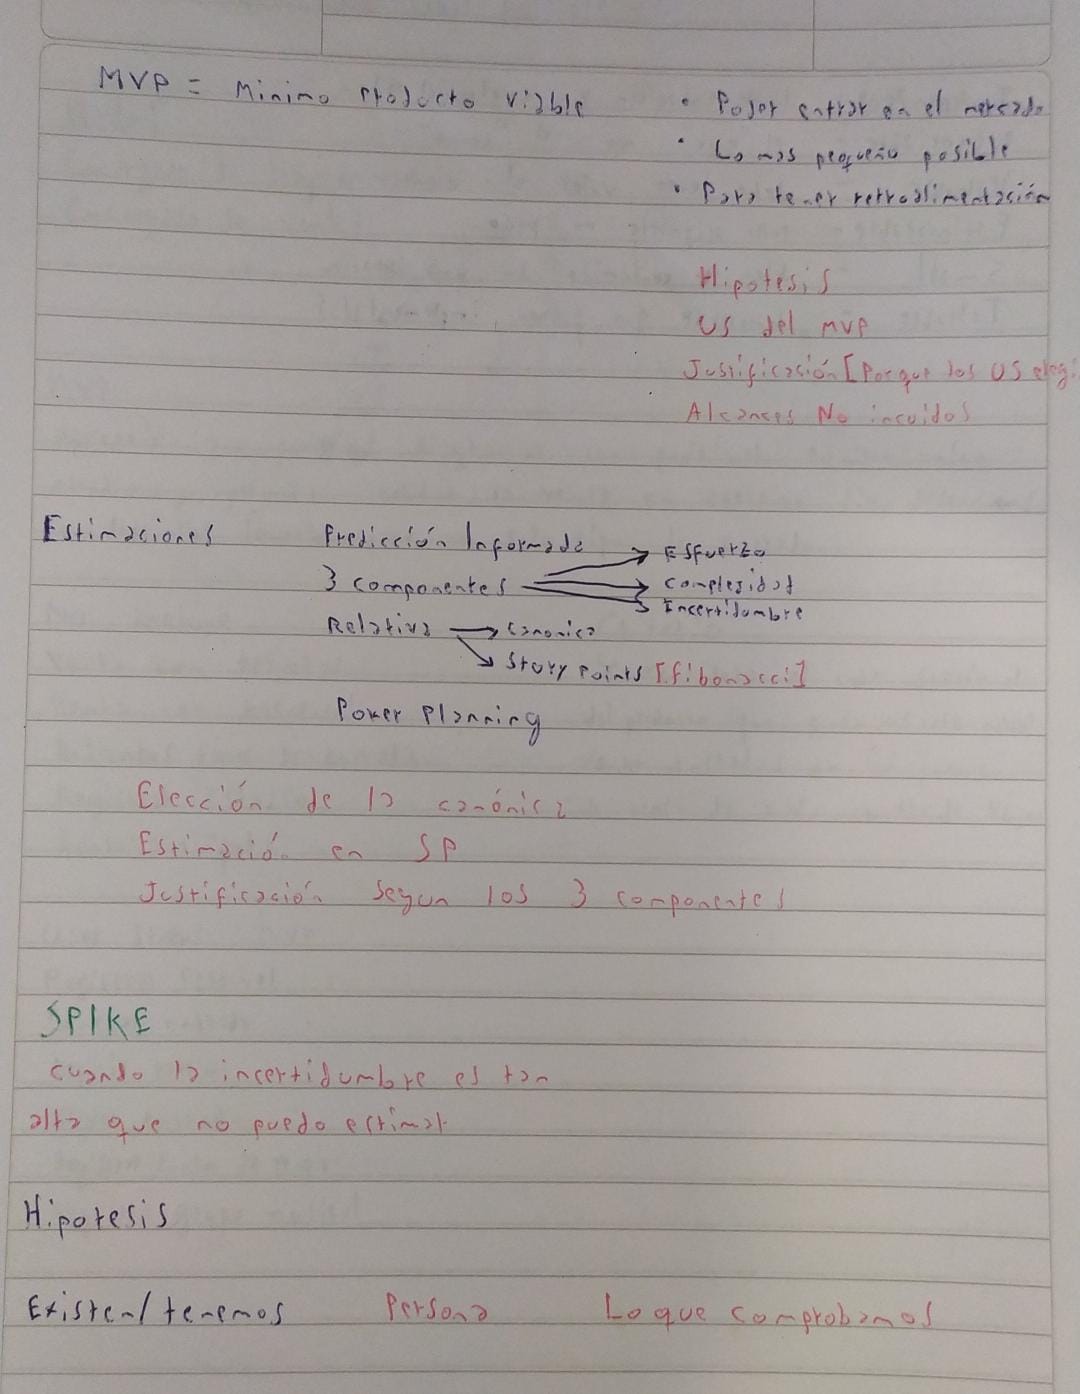 MVP = Minimo Producto Viable
• Poder entrar en el mercado
• Lo mas pequeño posible
• Para tener retroalimentación
Hipotesis
US del MVP
Justificación [Porque los US elegi
Alcances No incuidos
Estimaciones
Predicción Informada
3 componentes → Esfuerzo
→ Complejidad
→ Incertidumbre
Relativa → canonica
→ Story Points [fibonacci]
Poker Planning
Elección de la canónica
Estimación en SP
Justificación Segun los 3 componentes
SPIKE
cuando la incertidumbre es tan
alta que no puedo estimar
Hipotesis
Existen/tenemos Persona Lo que comprobamos